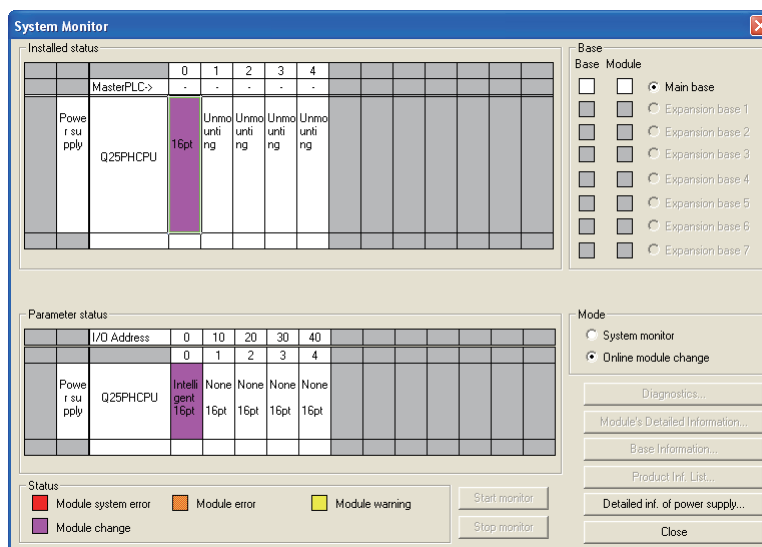 System Monitor
Installed status
0 1 2 3 4
MasterPLC-> - - - - -
Powe
r su
pply
Q25PHCPU
16pt
Unmo
unti
ng
Unmo
unti
ng
Unmo
unti
ng
Unmo
unti
ng
Base
Base Module
Main base
Expansion base 1
Expansion base 2
Expansion base 3
Expansion base 4
Expansion base 5
Expansion base 6
Expansion base 7
Parameter status
I/O Address 0 10 20 30 40
0 1 2 3 4
Powe
r su
pply
Q25PHCPU
Intelli
gent
16pt
None
16pt
None
16pt
None
16pt
None
16pt
Mode
System monitor
Online module change
Diagnostics...
Module's Detailed Information...
Base Information...
Product Inf. List...
Detailed inf. of power supply...
Close
Status
Module system error
Module error
Module warning
Module change
Start monitor
Stop monitor